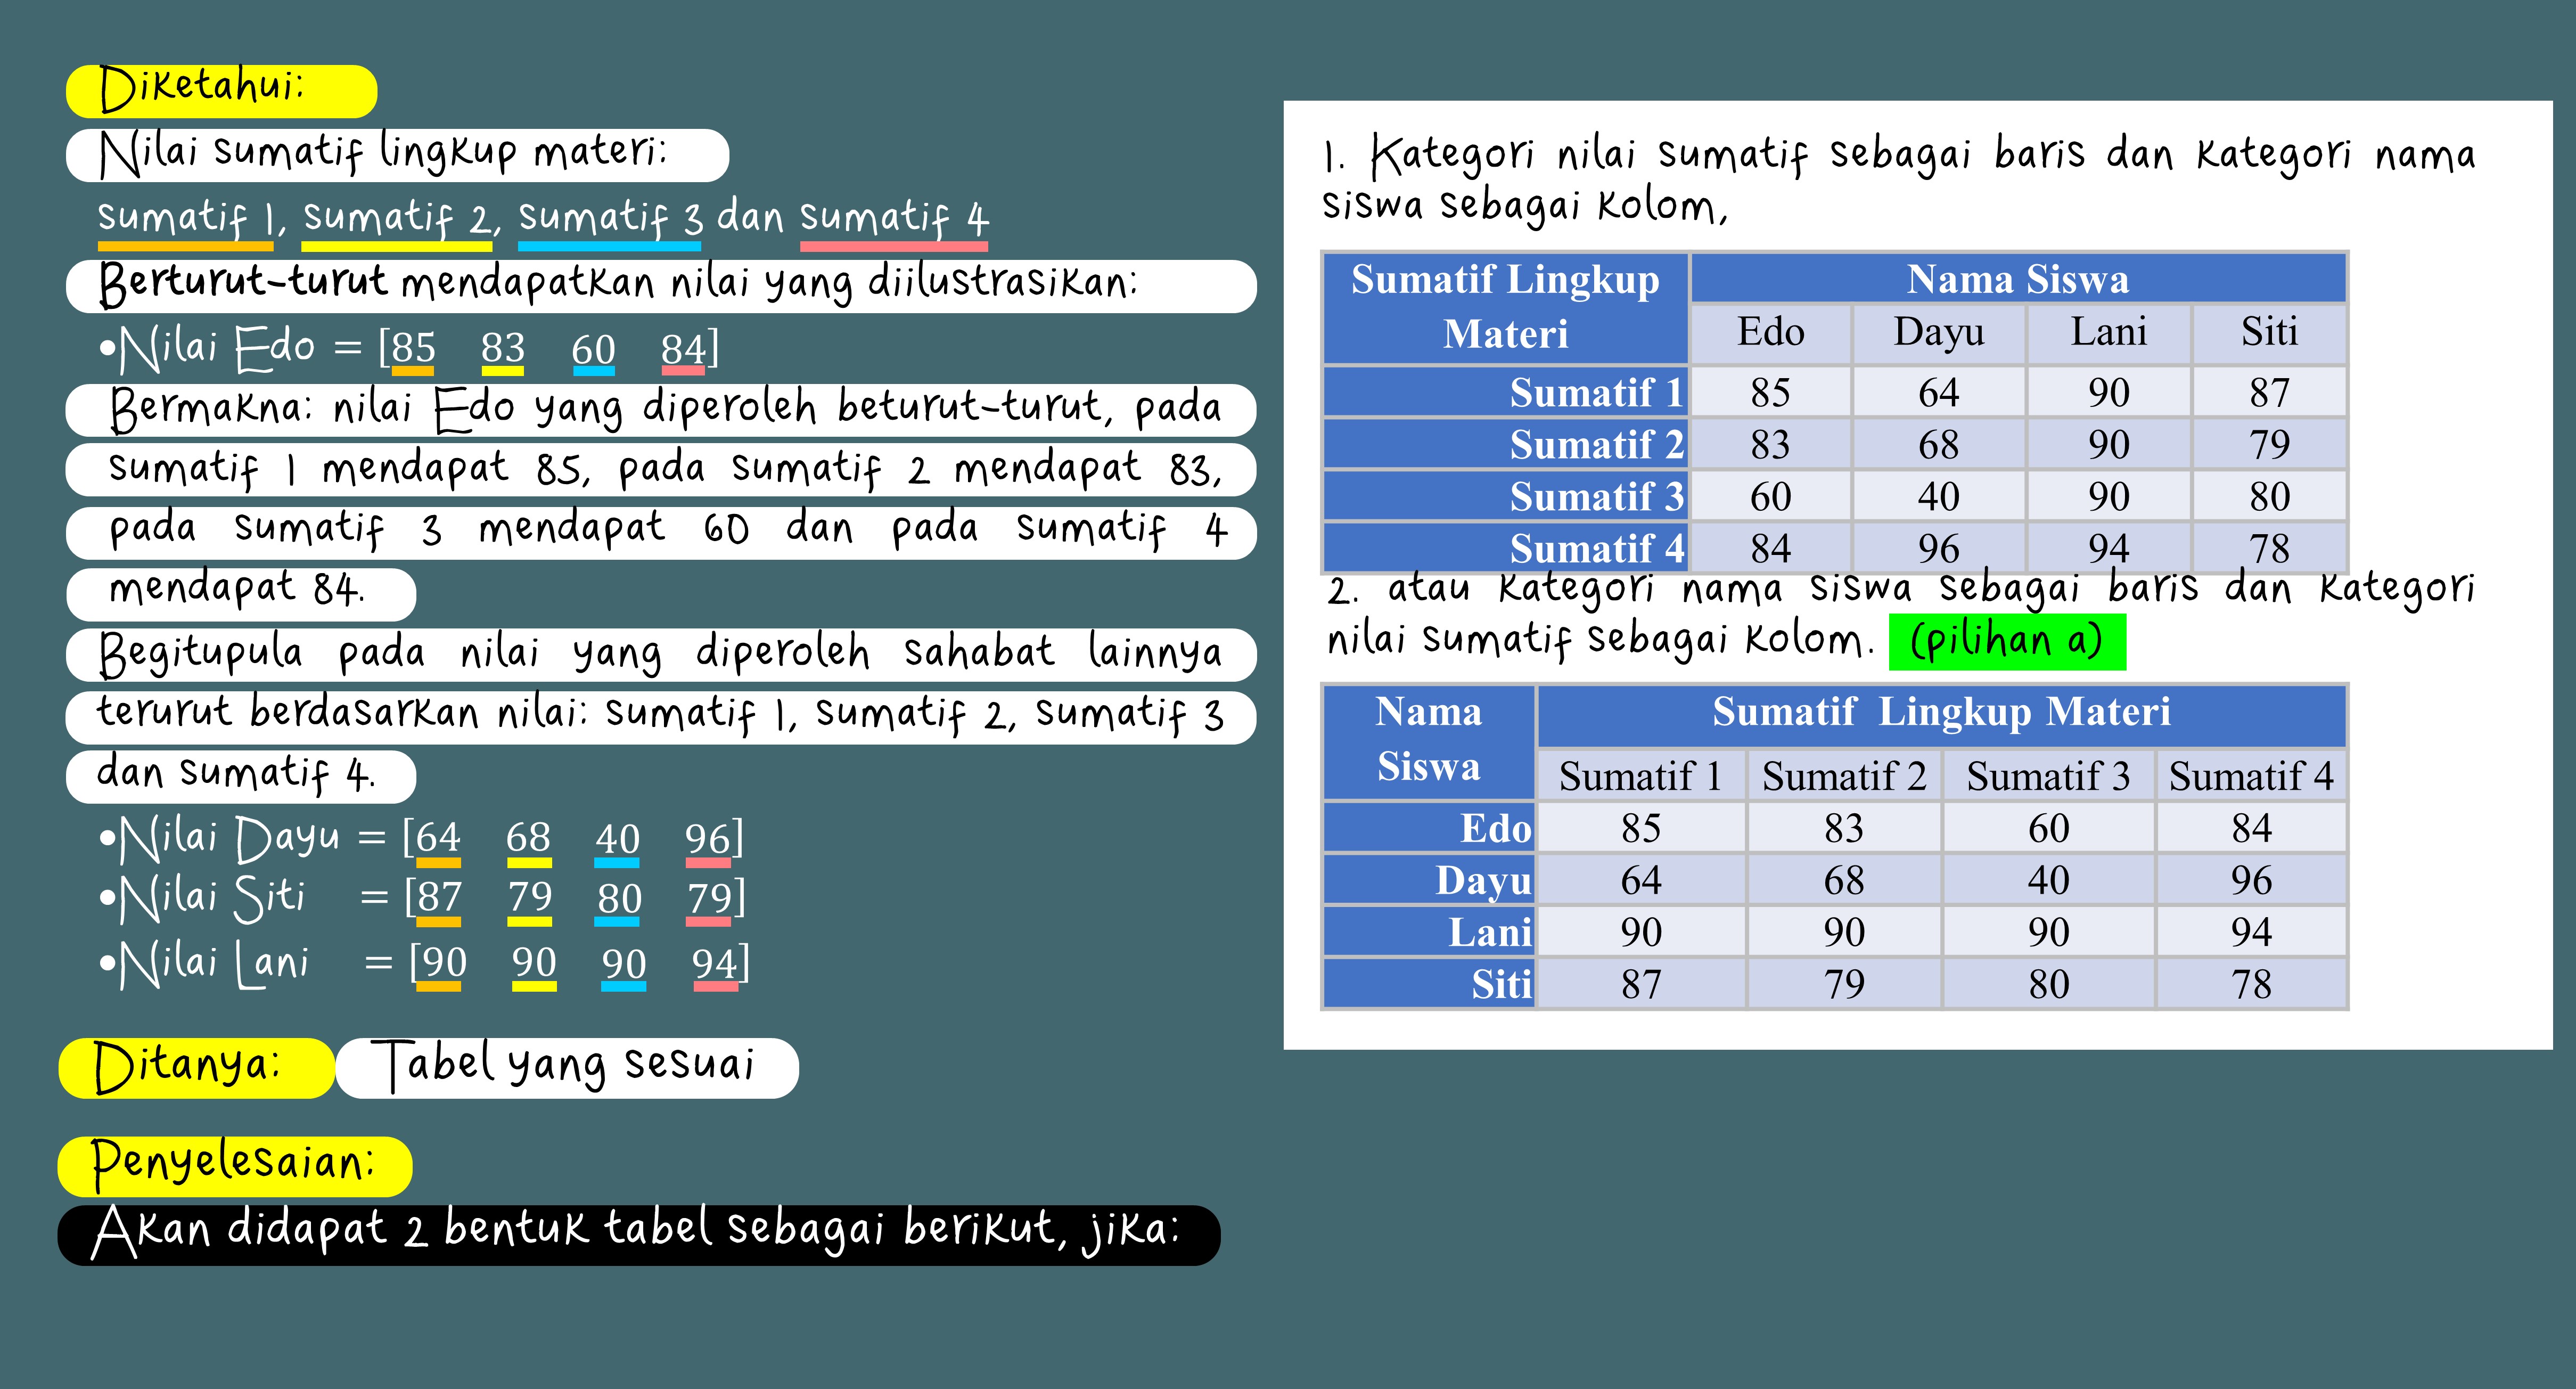 Diketahui:
Nilai sumatif lingkup materi:
sumatif 1, sumatif 2, sumatif 3 dan sumatif 4
Berturut-turut mendapatkan nilai yang diilustrasikan:
•Nilai Edo = [85 83 60 84]
Bermakna: nilai Edo yang diperoleh beturut-turut, pada
sumatif 1 mendapat 85, pada sumatif 2 mendapat 83,
pada sumatif 3 mendapat 60 dan pada sumatif 4
mendapat 84.
Begitupula pada nilai yang diperoleh sahabat lainnya
terurut berdasarkan nilai: sumatif 1, sumatif 2, sumatif 3
dan sumatif 4.
•Nilai Dayu = [64 68 40 96]
•Nilai Siti = [87 79 80 79]
•Nilai Lani = [90 90 90 94]
Ditanya: Tabel yang sesuai
Penyelesaian:
Akan didapat 2 bentuk tabel sebagai berikut, jika:
1. Kategori nilai sumatif sebagai baris dan kategori nama
siswa sebagai kolom,
Sumatif Lingkup Materi Nama Siswa
Edo Dayu Lani Siti
Sumatif 1 85 64 90 87
Sumatif 2 83 68 90 79
Sumatif 3 60 40 90 80
Sumatif 4 84 96 94 78
2. atau kategori nama siswa sebagai baris dan kategori
nilai sumatif sebagai kolom. (pilihan a)
Nama Siswa Sumatif Lingkup Materi
Sumatif 1 Sumatif 2 Sumatif 3 Sumatif 4
Edo 85 83 60 84
Dayu 64 68 40 96
Lani 90 90 90 94
Siti 87 79 80 78